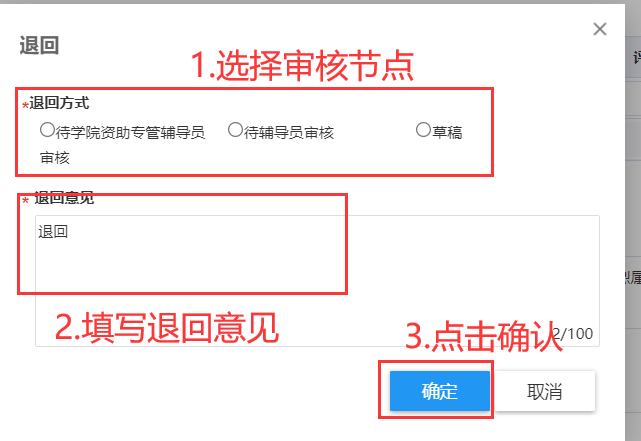 退回
1.选择审核节点
评
*退回方式
待学院资助专管辅导员审核
待辅导员审核
草稿
* 退回意见
退回
2.填写退回意见
2/100
3.点击确认
确定
取消